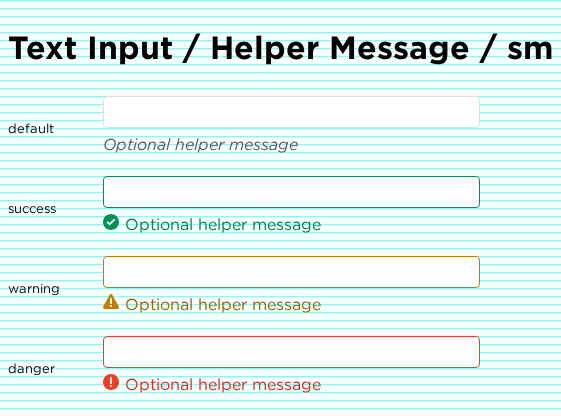 Text Input / Helper Message / sm
default
Optional helper message
success
Optional helper message
warning
Optional helper message
danger
Optional helper message